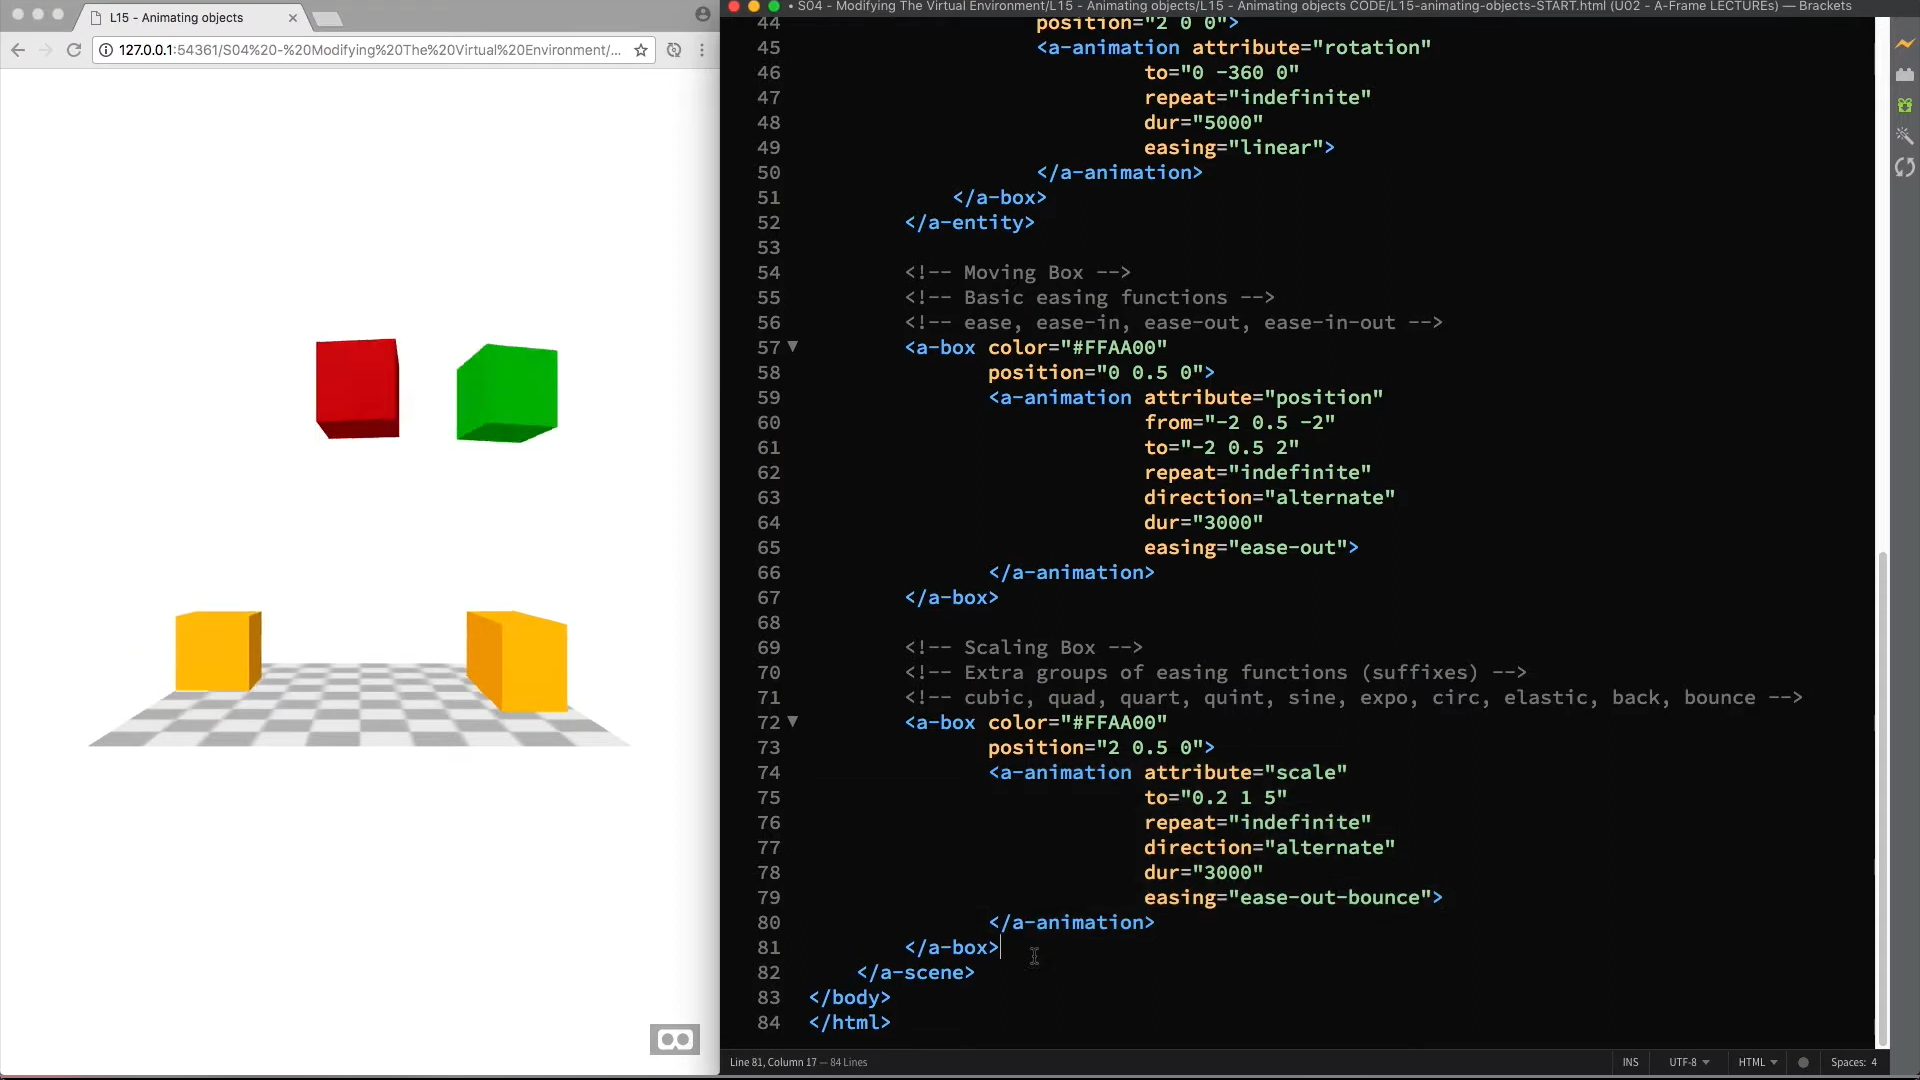 L15 - Animating objects
127.0.0.1:54361/S04%20-%20Modifying%20The%20Virtual%20Environment/...
• S04 - Modifying The Virtual Environment/L15 - Animating objects/L15 - Animating objects CODE/L15-animating-objects-START.html (U02 - A-Frame LECTUREs) — Brackets
44 position="2 0 0">
45 <a-animation attribute="rotation"
46 to="0 -360 0"
47 repeat="indefinite"
48 dur="5000"
49 easing="linear">
50 </a-animation>
51 </a-box>
52 </a-entity>
53
54 <!-- Moving Box -->
55 <!-- Basic easing functions -->
56 <!-- ease, ease-in, ease-out, ease-in-out -->
57 <a-box color="#FFAA00"
58 position="0 0.5 0">
59 <a-animation attribute="position"
60 from="-2 0.5 -2"
61 to="-2 0.5 2"
62 repeat="indefinite"
63 direction="alternate"
64 dur="3000"
65 easing="ease-out">
66 </a-animation>
67 </a-box>
68
69 <!-- Scaling Box -->
70 <!-- Extra groups of easing functions (suffixes) -->
71 <!-- cubic, quad, quart, quint, sine, expo, circ, elastic, back, bounce -->
72 <a-box color="#FFAA00"
73 position="2 0.5 0">
74 <a-animation attribute="scale"
75 to="0.2 1 5"
76 repeat="indefinite"
77 direction="alternate"
78 dur="3000"
79 easing="ease-out-bounce">
80 </a-animation>
81 </a-box>
82 </a-scene>
83 </body>
84 </html>
Line 81, Column 17 — 84 Lines
INS UTF-8 HTML Spaces: 4